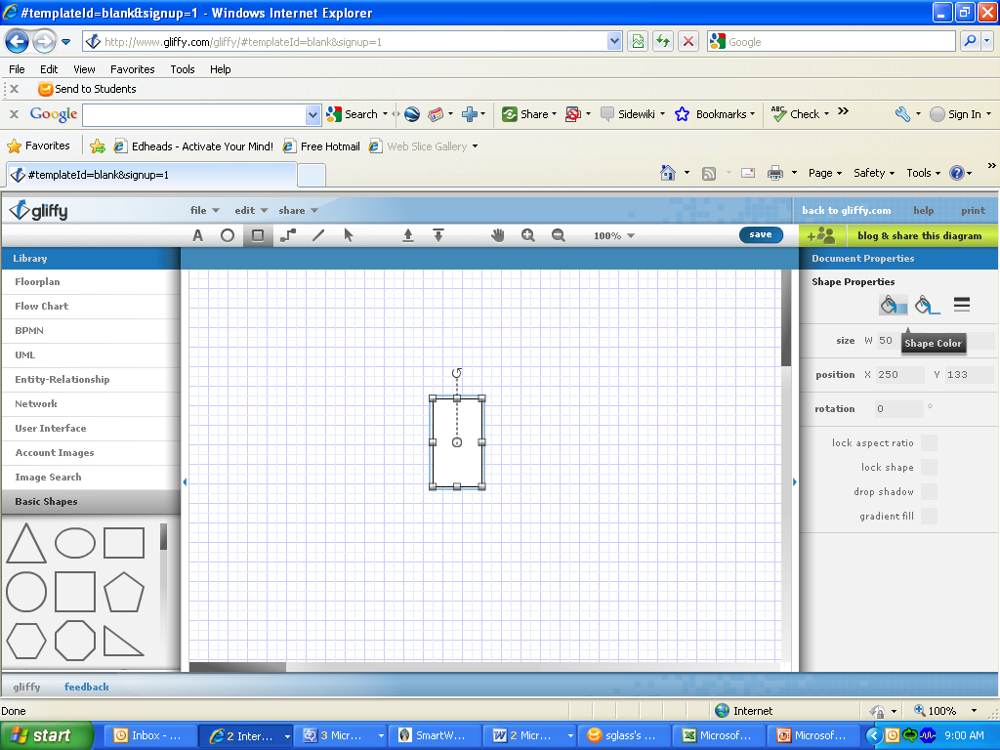 #templateId=blank&signup=1 - Windows Internet Explorer
http://www.gliffy.com/gliffy/#templateId=blank&signup=1
Google
File Edit View Favorites Tools Help
x Send to Students
x Google Search Share Sidewiki Bookmarks ABC Check >> Sign In
Favorites Edheads - Activate Your Mind! Free Hotmail Web Slice Gallery
#templateId=blank&signup=1
Page Safety Tools >>
gliffy file edit share back to gliffy.com help print
A 100% save blog & share this diagram
Library
Floorplan
Flow Chart
BPMN
UML
Entity-Relationship
Network
User Interface
Account Images
Image Search
Basic Shapes
Document Properties
Shape Properties
size W 50
Shape Color
position X 250 Y 133
rotation 0 °
lock aspect ratio
lock shape
drop shadow
gradient fill
gliffy feedback
Done Internet 100%
start Inbox - ... 2 Inter... 3 Micr... SmartW... 2 Micr... sglass's ... Microsof... Microsof... 9:00 AM